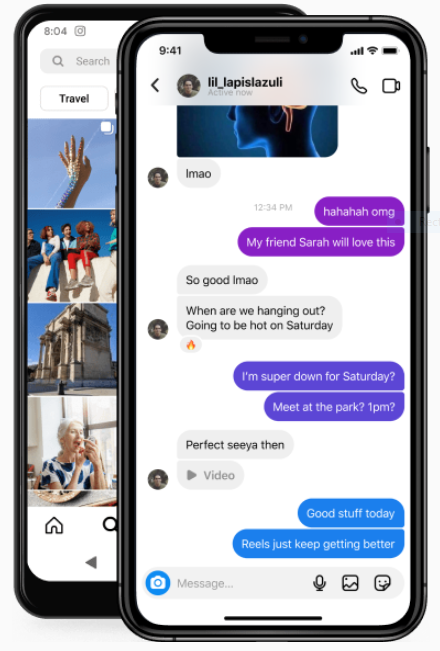 8:04
Search
Travel
9:41
lil_lapislazuli
Active now
lmao
12:34 PM
hahahah omg
My friend Sarah will love this
So good lmao
When are we hanging out?
Going to be hot on Saturday
I'm super down for Saturday?
Meet at the park? 1pm?
Perfect seeya then
Video
Good stuff today
Reels just keep getting better
Message...